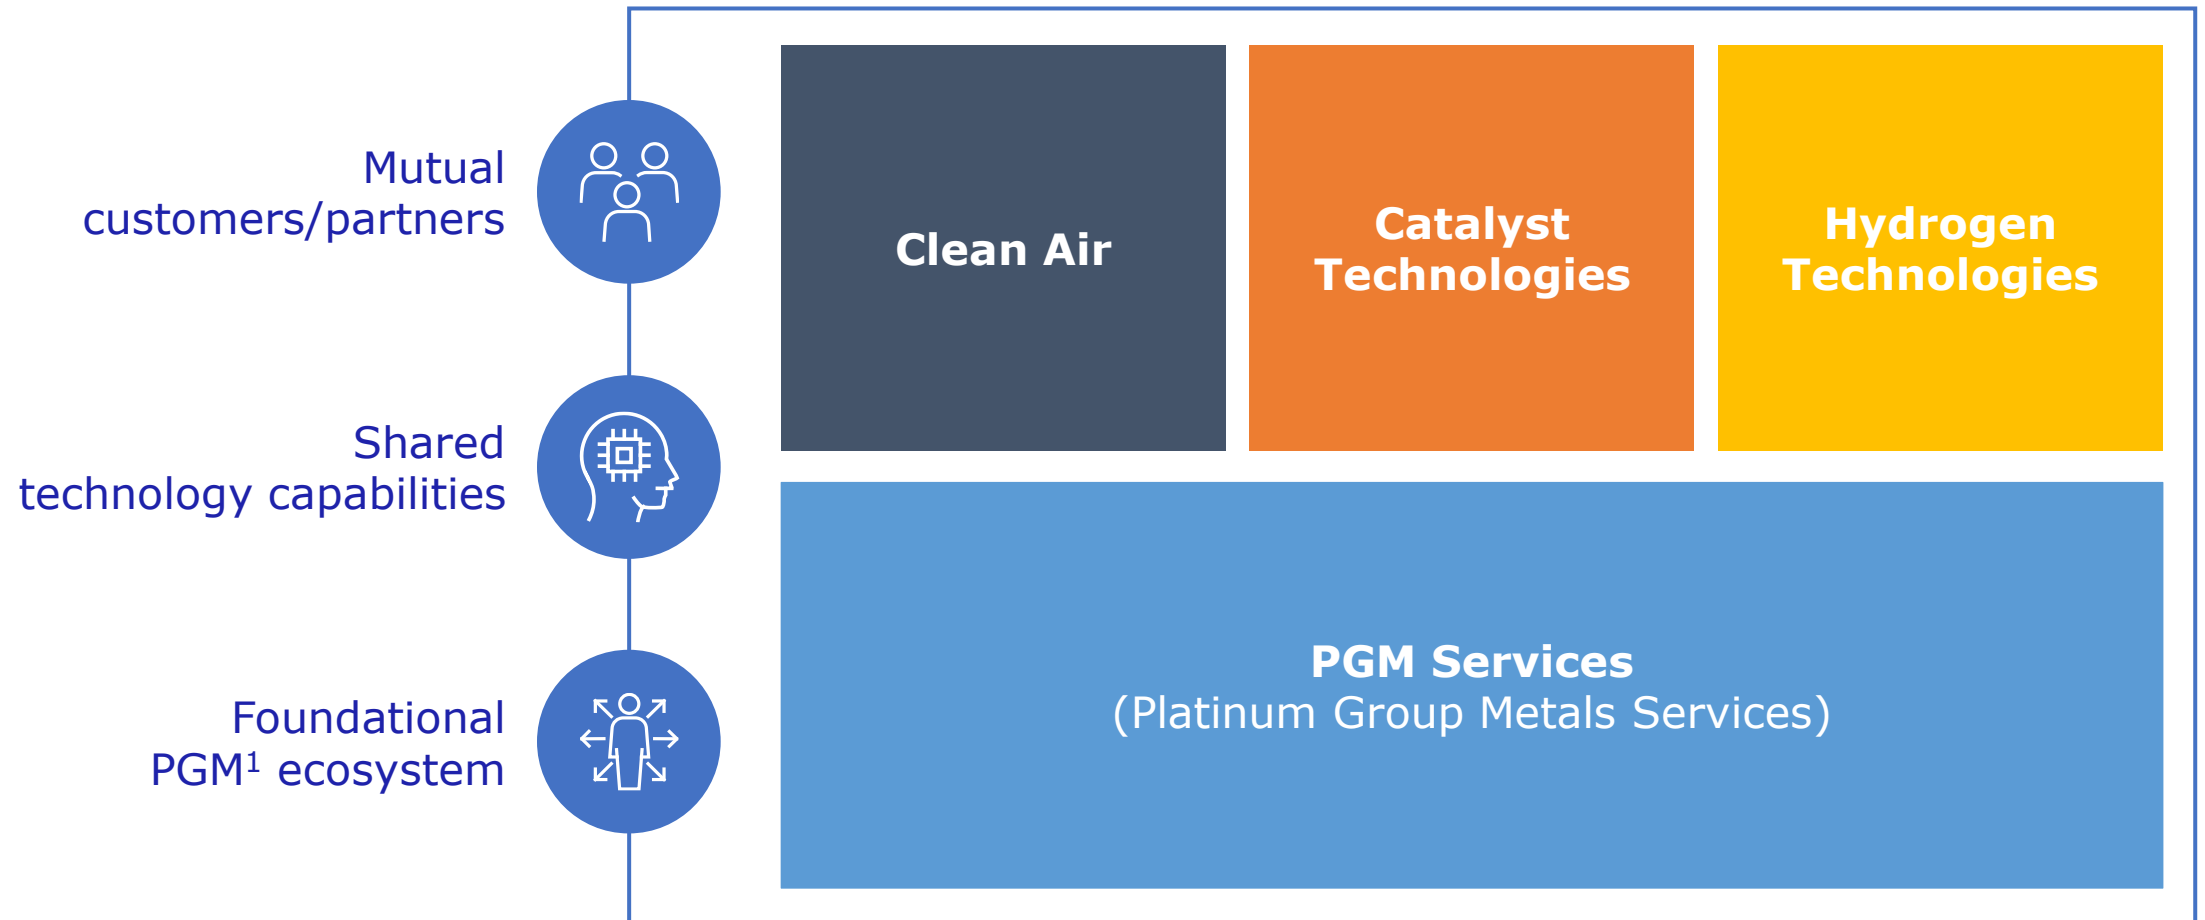 Mutual
customers/partners
Shared
technology capabilities
Foundational
PGM¹ ecosystem
Clean Air
Catalyst
Technologies
Hydrogen
Technologies
PGM Services
(Platinum Group Metals Services)